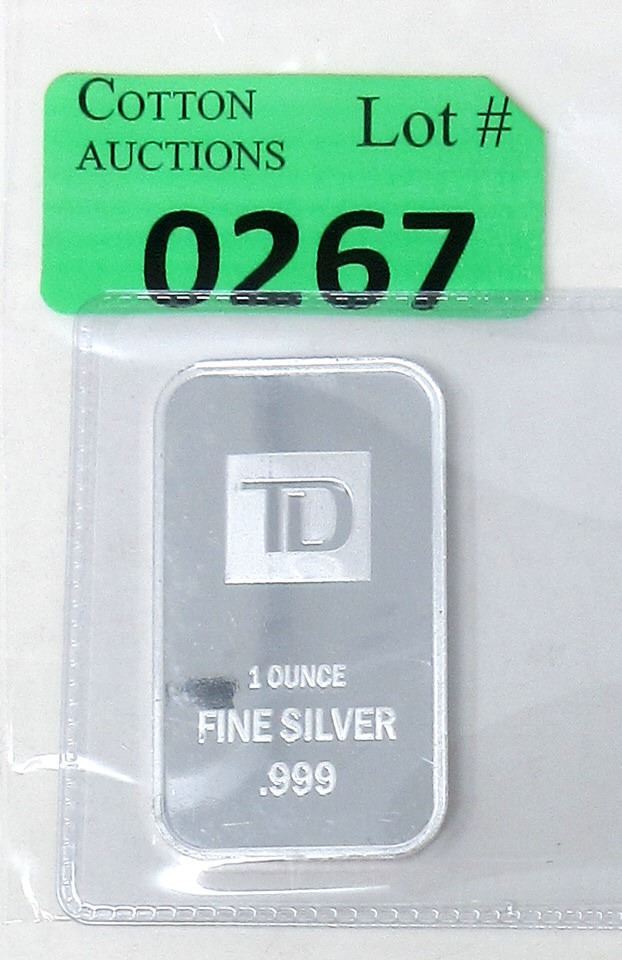 COTTON
AUCTIONS
Lot #
0267
TD
1 OUNCE
FINE SILVER
.999